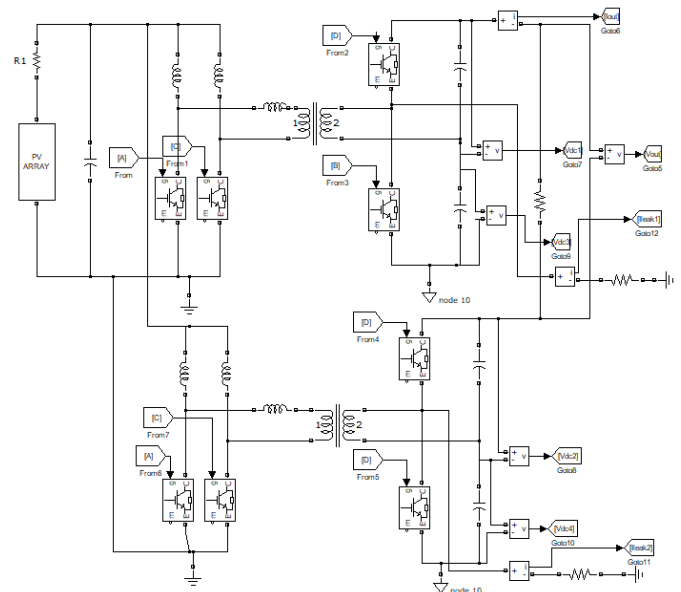 [Iout]
Goto6
[D]
From2
R1
PV
ARRAY
[A]
From
[C]
From1
1
2
[B]
From3
[Vdc1]
Goto7
[Vout]
Goto5
[Ileak1]
Goto12
[Vdc3]
Goto9
node 10
[D]
From4
[C]
From7
[A]
From6
1
2
[D]
From5
[Vdc2]
Goto8
[Vdc4]
Goto10
[Ileak2]
Goto11
node 10